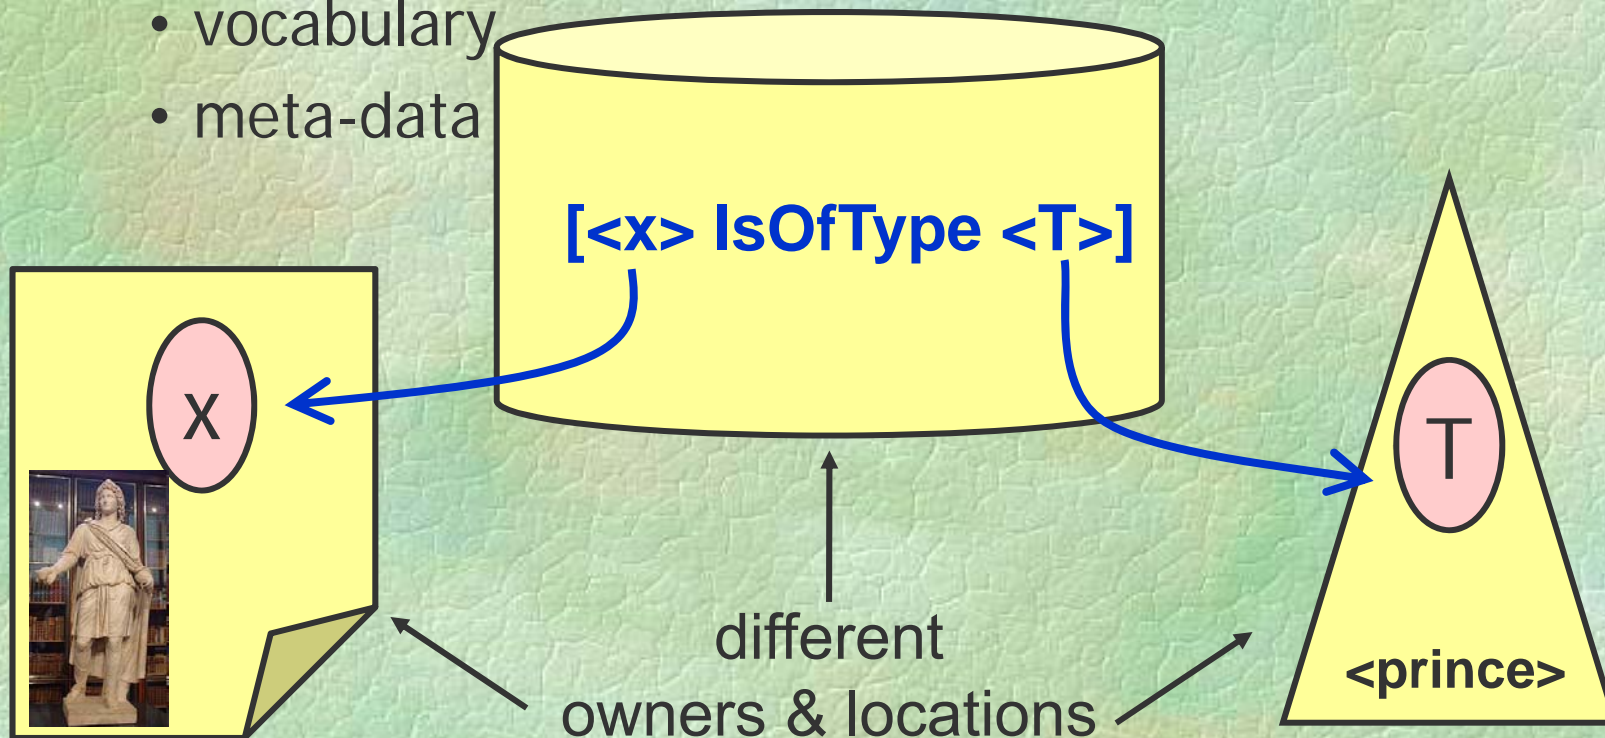 • vocabulary
• meta-data
[<x> IsOfType <T>]
x
T
<prince>
different
owners & locations